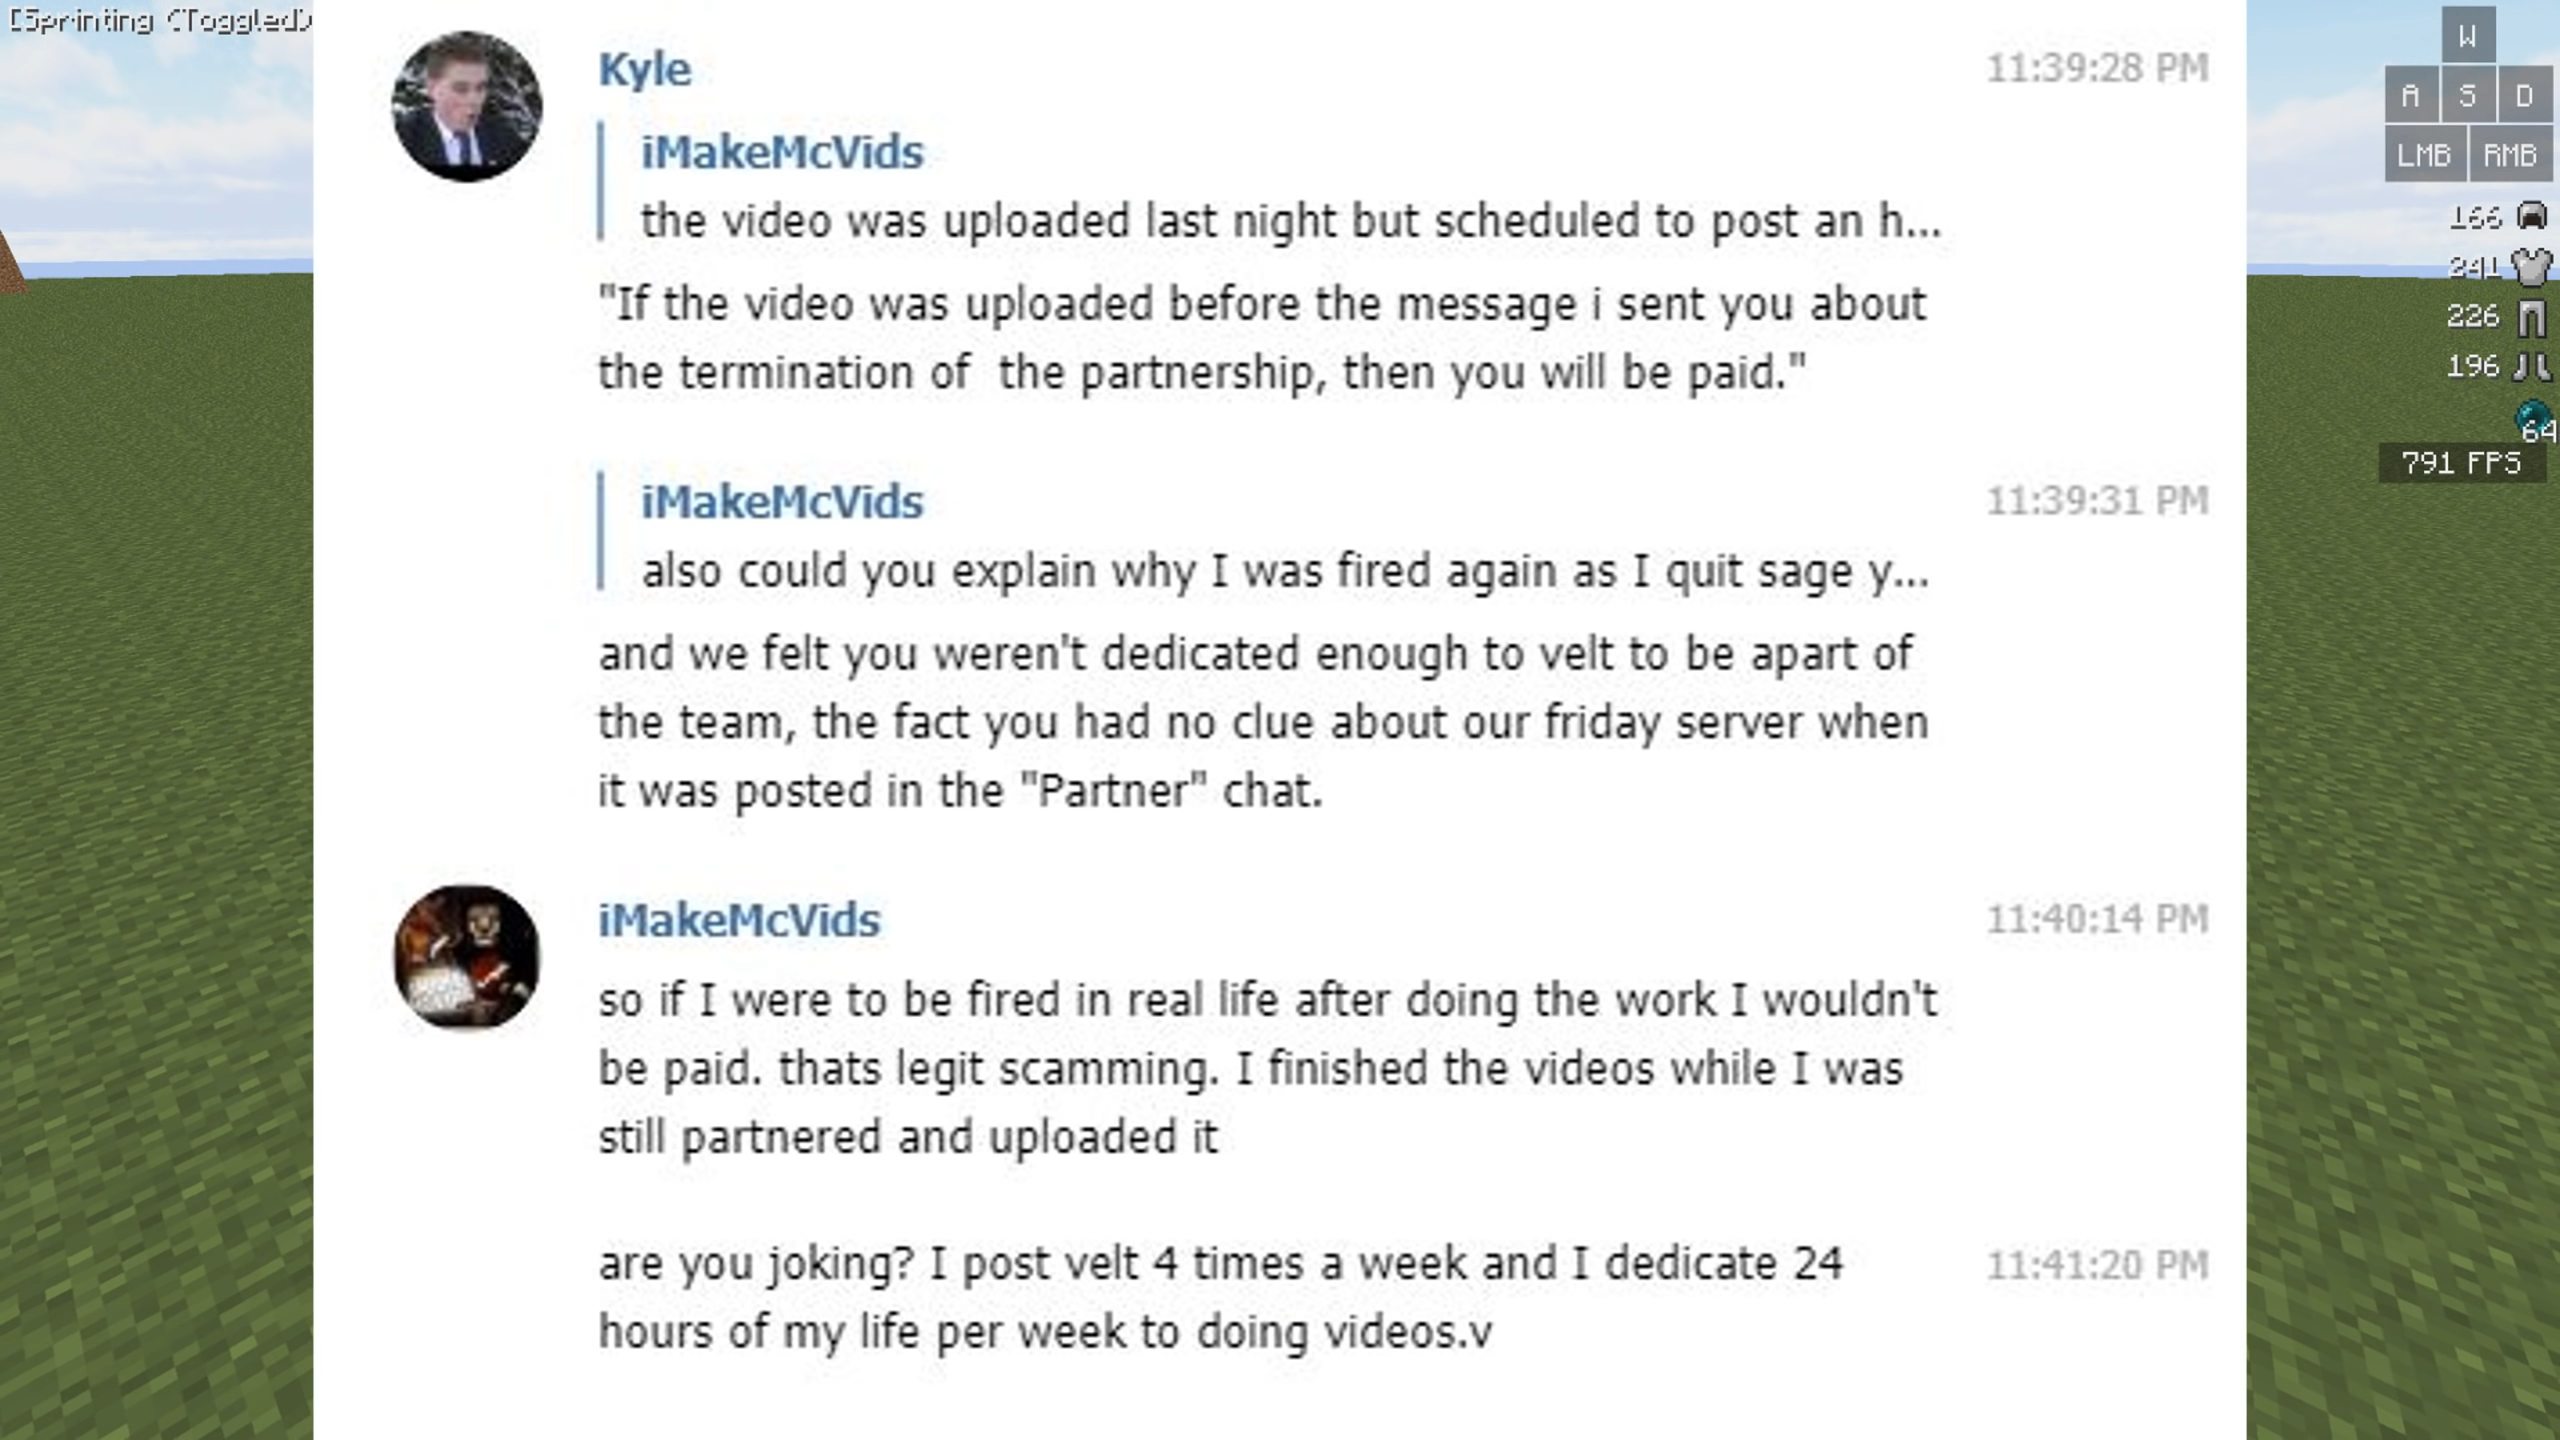 [Sprinting (Toggled)
Kyle
11:39:28 PM
iMakeMcVids
the video was uploaded last night but scheduled to post an h...
"If the video was uploaded before the message i sent you about
the termination of  the partnership, then you will be paid."
iMakeMcVids
11:39:31 PM
also could you explain why I was fired again as I quit sage y...
and we felt you weren't dedicated enough to velt to be apart of
the team, the fact you had no clue about our friday server when
it was posted in the "Partner" chat.
iMakeMcVids
11:40:14 PM
so if I were to be fired in real life after doing the work I wouldn't
be paid. thats legit scamming. I finished the videos while I was
still partnered and uploaded it
are you joking? I post velt 4 times a week and I dedicate 24
11:41:20 PM
hours of my life per week to doing videos.v
W
A S D
LMB RMB
166
241
226
196
64
791 FPS